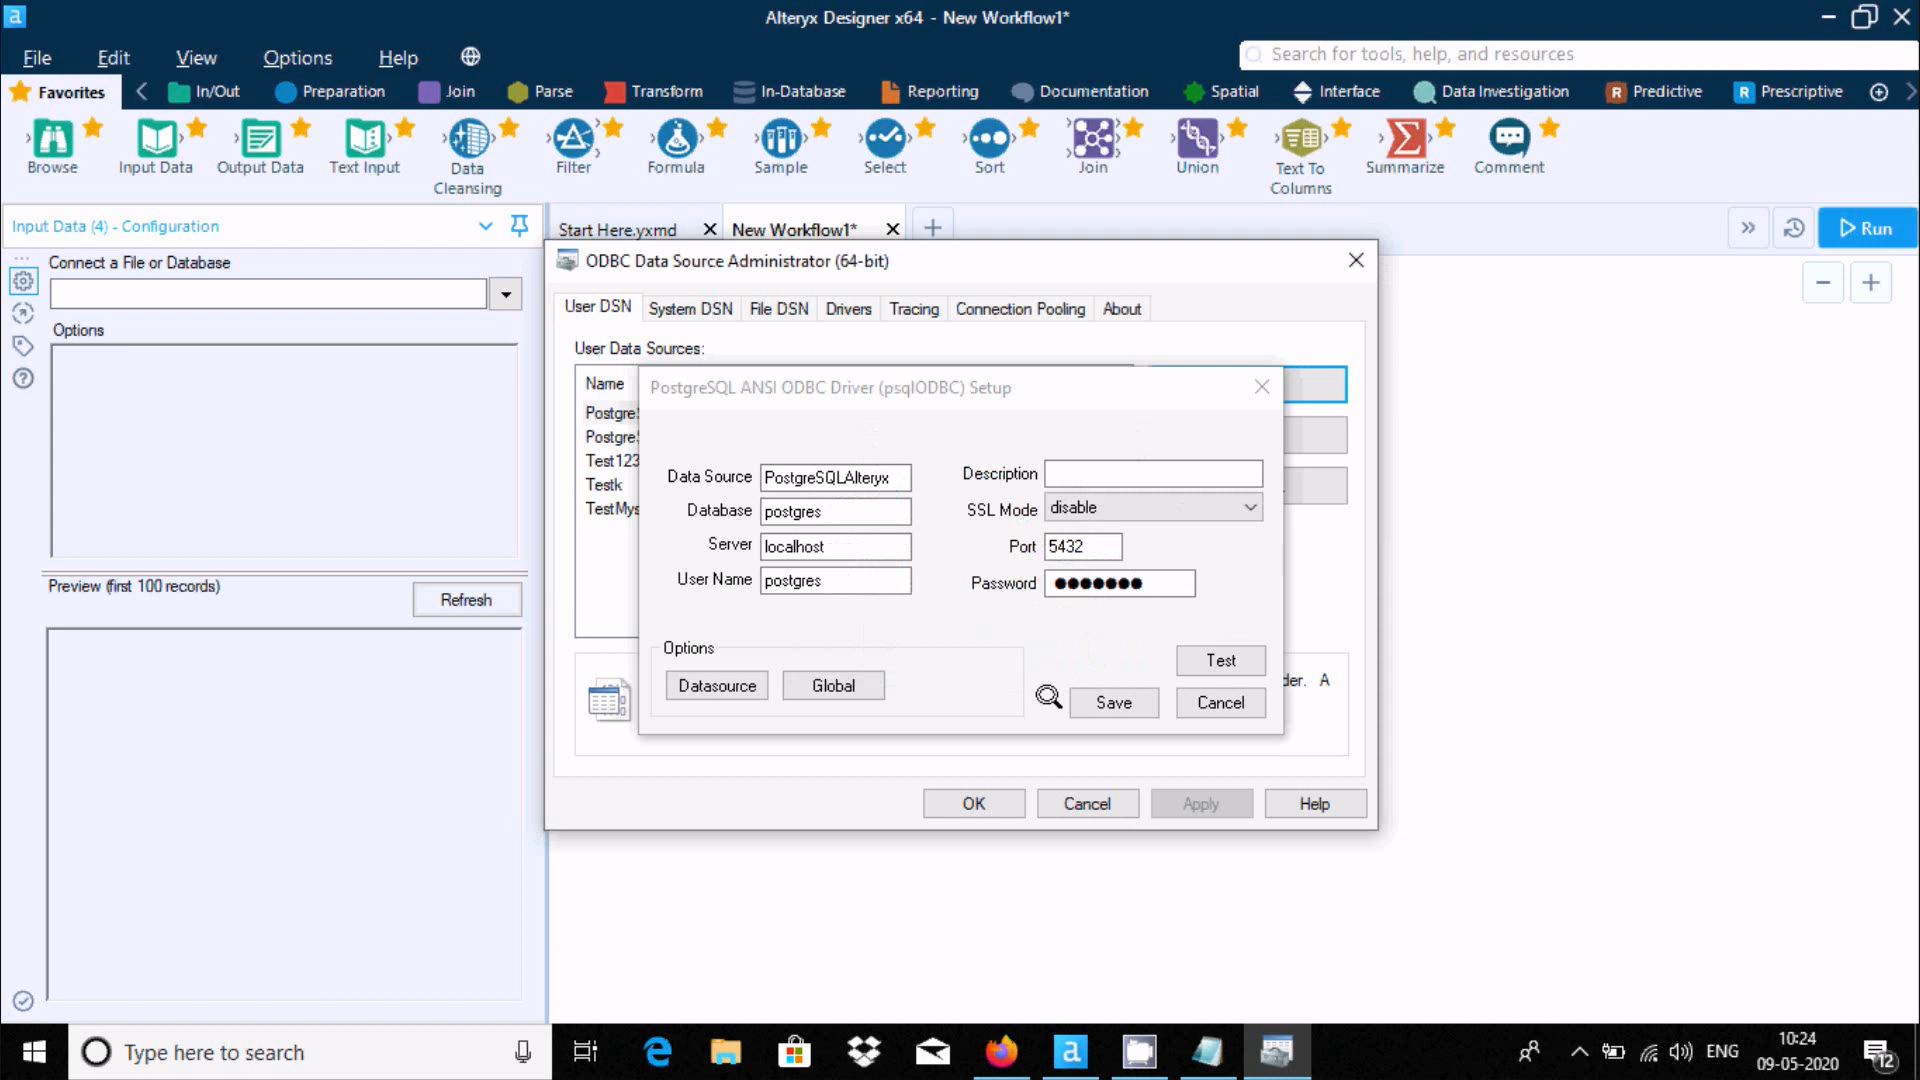 Alteryx Designer x64 - New Workflow1*
File Edit View Options Help
Search for tools, help, and resources
Favorites In/Out Preparation Join Parse Transform In-Database Reporting Documentation Spatial Interface Data Investigation Predictive Prescriptive
Browse Input Data Output Data Text Input Data Cleansing Filter Formula Sample Select Sort Join Union Text To Columns Summarize Comment
Input Data (4) - Configuration
Start Here.yxmd
New Workflow1*
Run
Connect a File or Database
Options
Preview (first 100 records)
Refresh
ODBC Data Source Administrator (64-bit)
User DSN System DSN File DSN Drivers Tracing Connection Pooling About
User Data Sources:
Name
Test123
Testk
PostgreSQL ANSI ODBC Driver (psqlODBC) Setup
Data Source PostgreSQLAlteryx
Description
Database postgres
SSL Mode disable
Server localhost
Port 5432
User Name postgres
Password
Options
Datasource Global
Test
Save Cancel
der. A
OK Cancel Apply Help
Type here to search
ENG
10:24
09-05-2020
12